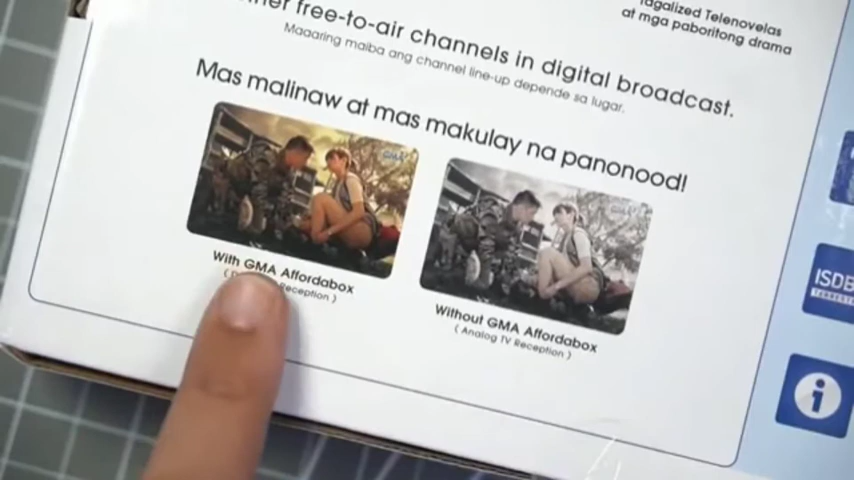 free-to-air channels in digital broadcast.
Maaaring maiba ang channel line-up depende sa lugar.
Tagalized Telenovelas
at mga paboritong drama
Mas malinaw at mas makulay na panonood!
GMA
With GMA Affordabox
Reception )
Without GMA Affordabox
( Analog TV Reception )
ISDB
i